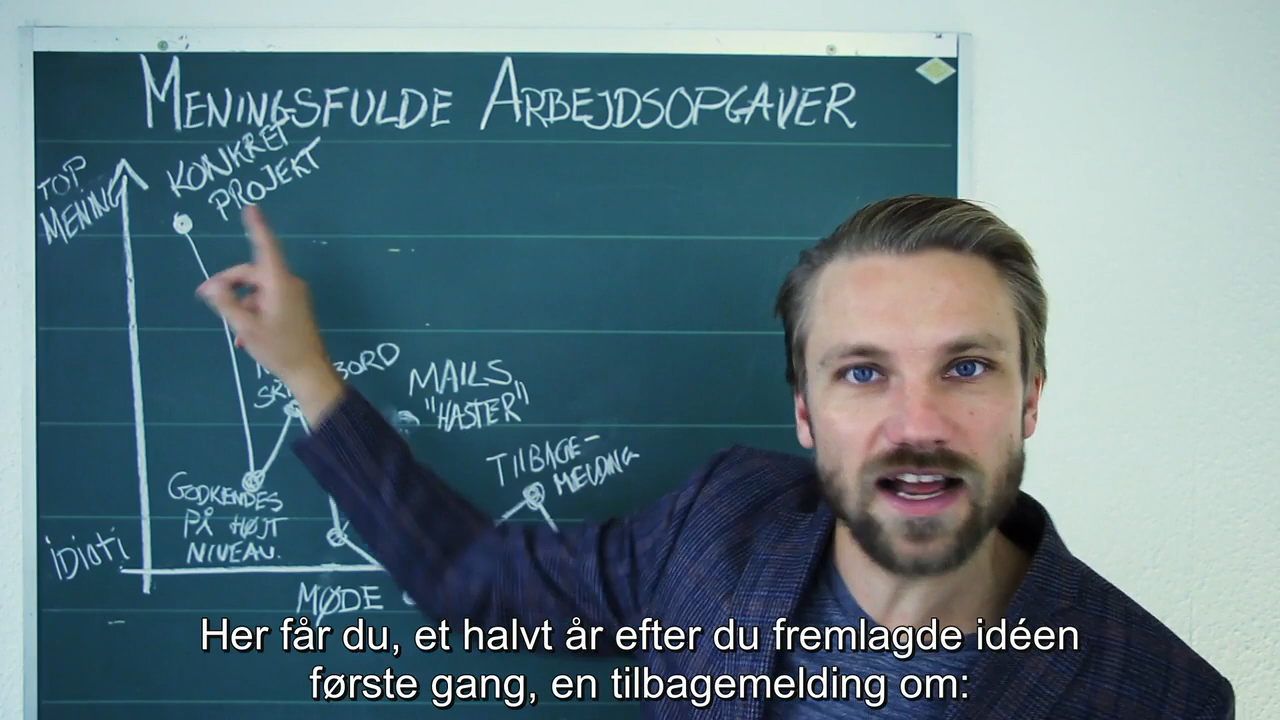 MENINGSFULDE ARBEJDSOPGAVER
TOP
MENING
KONKRET
PROJEKT
BORD
MAILS
"HASTER"
TILBAGE-
MELDING
GODKENDES
PÅ HØJT
NIVEAU.
idioti
MØDE
Her får du, et halvt år efter du fremlagde idéen
første gang, en tilbagemelding om: